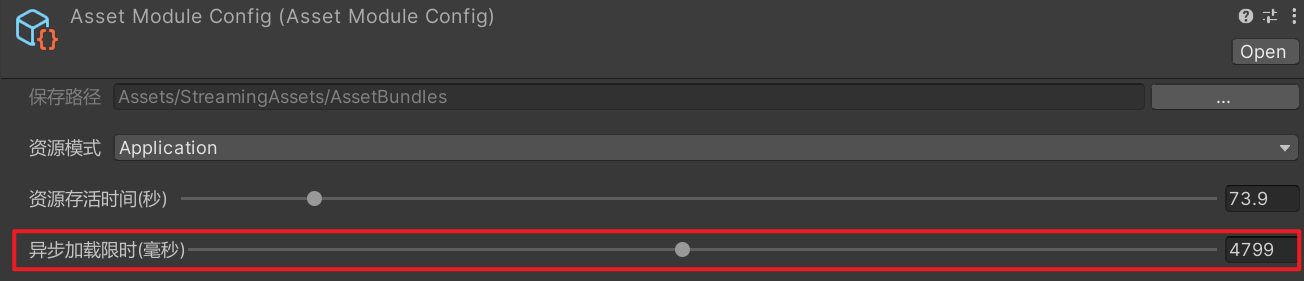 Asset Module Config (Asset Module Config)
Open
保存路径 Assets/StreamingAssets/AssetBundles ...
资源模式 Application
资源存活时间(秒) 73.9
异步加载限时(毫秒) 4799